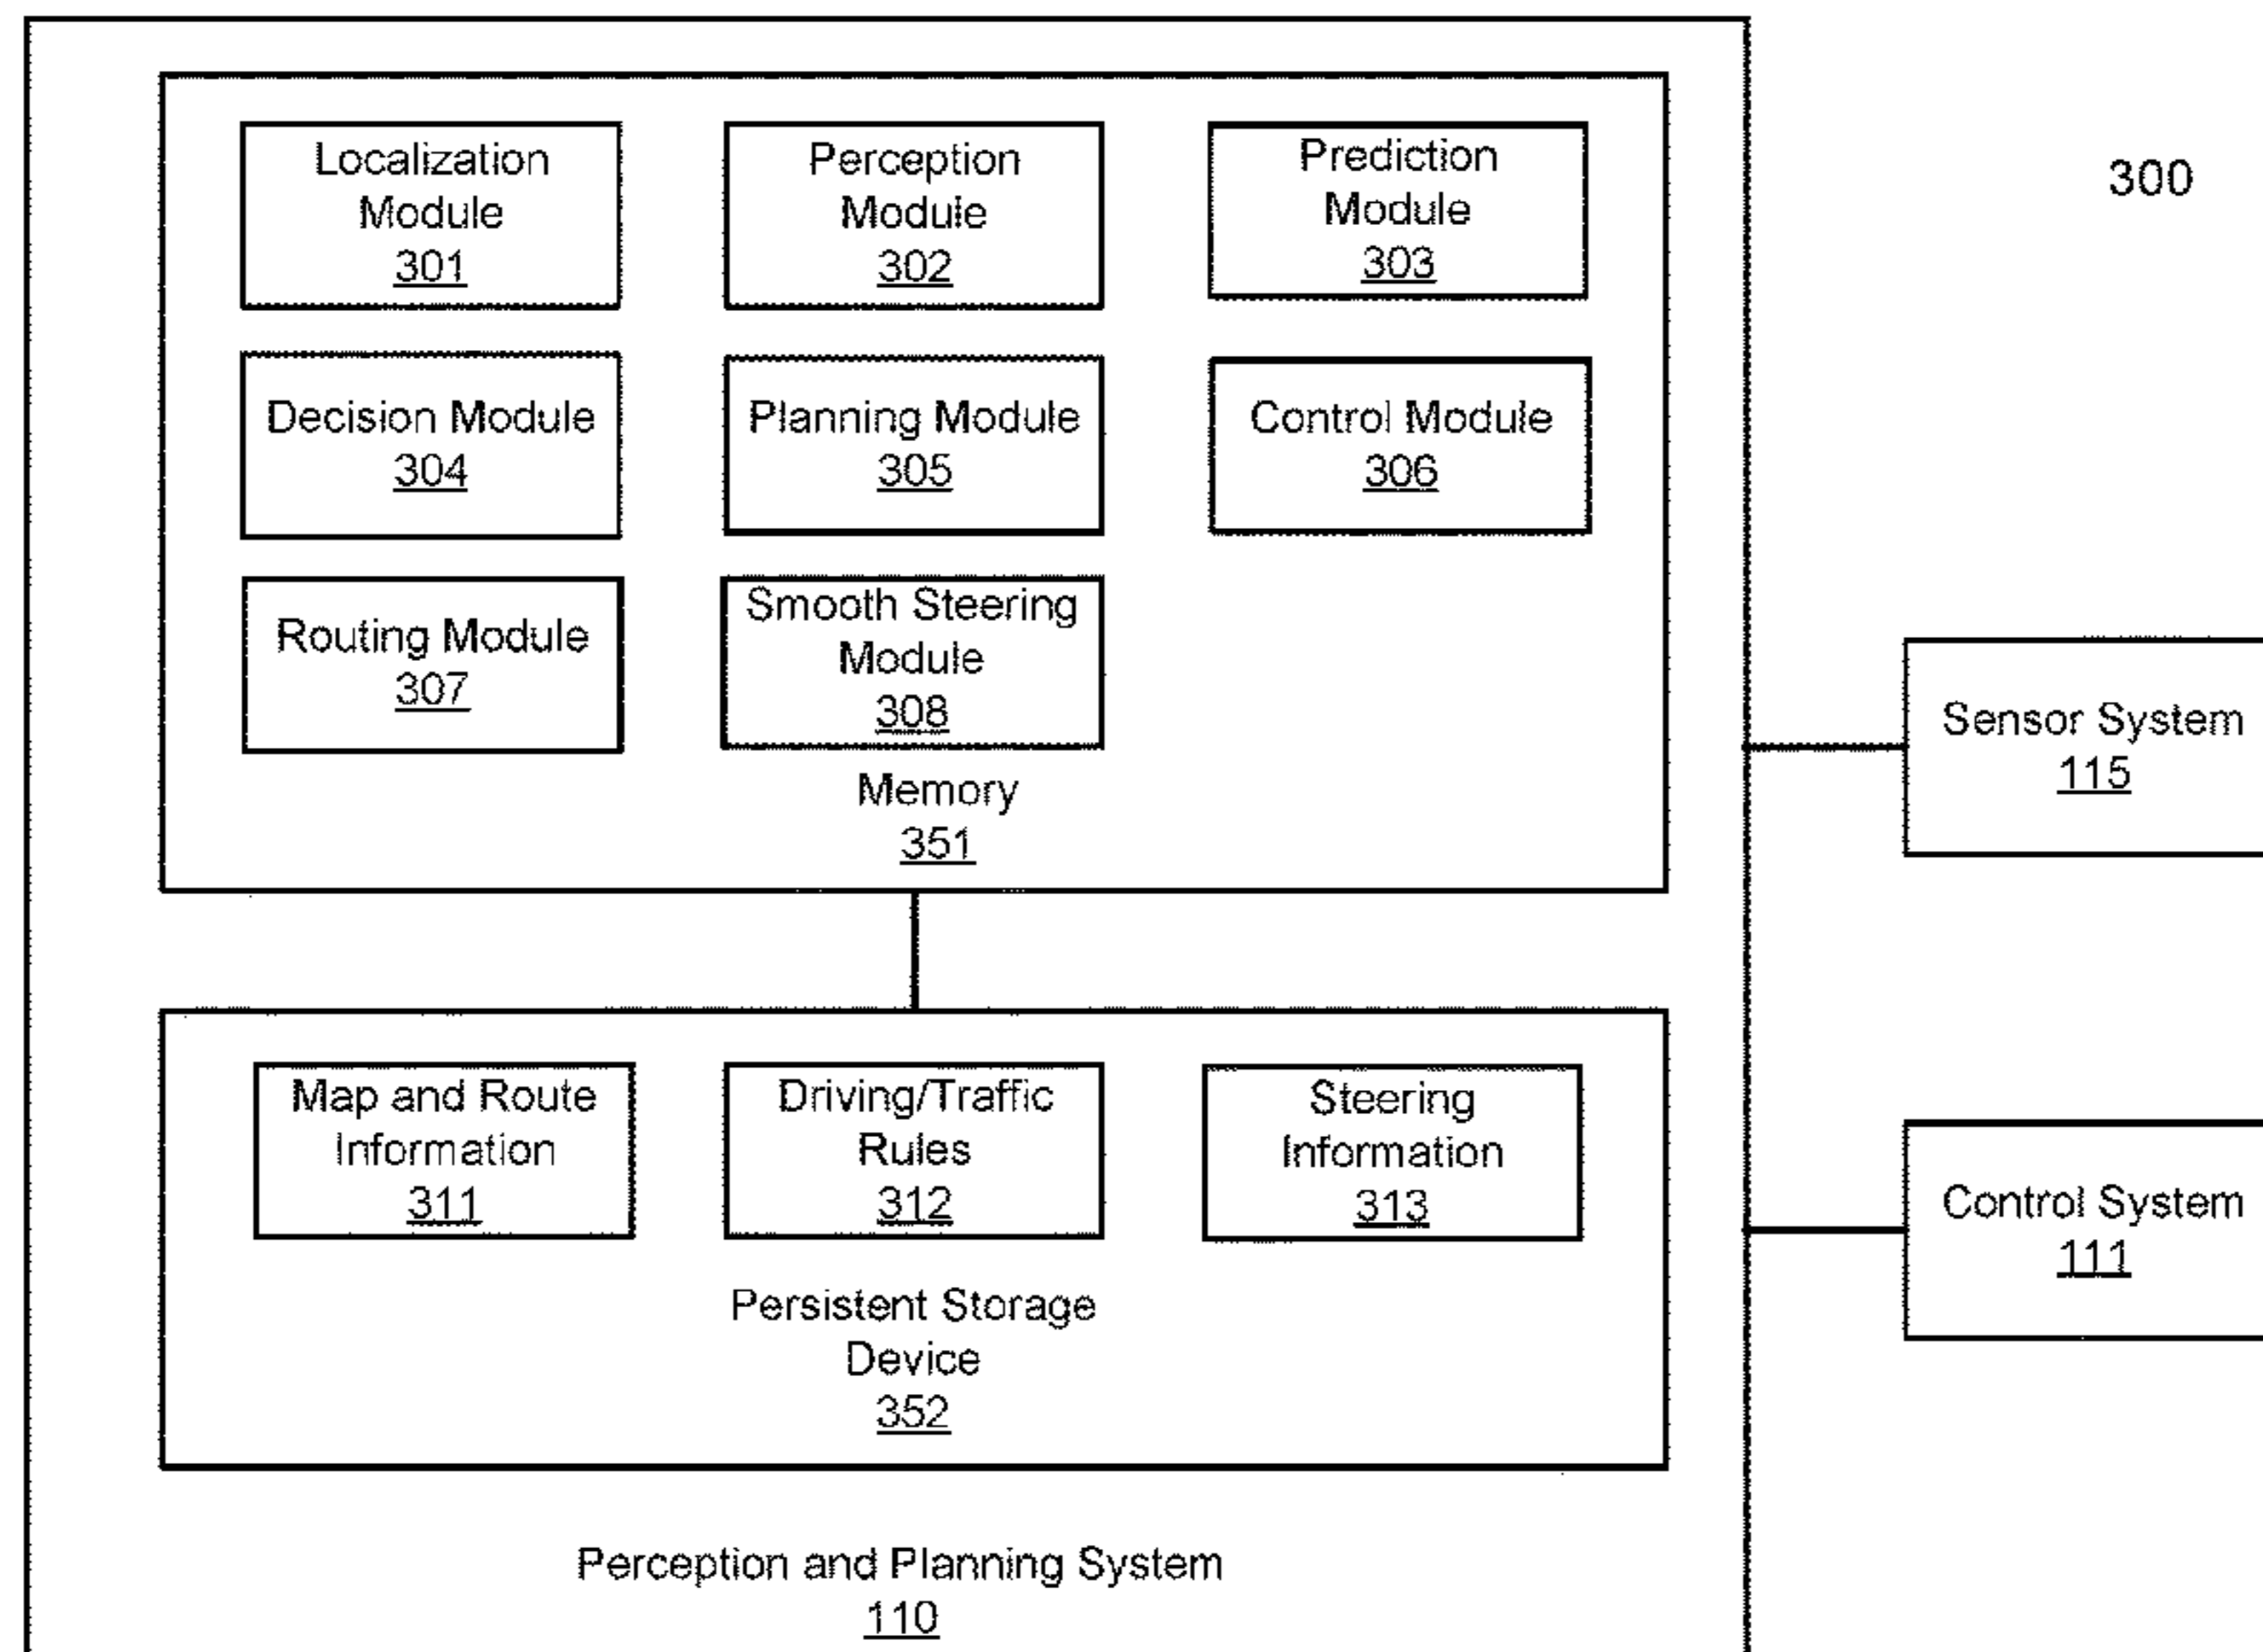 Localization
Module
301
Perception
Module
302
Prediction
Module
303
300
Decision Module
304
Planning Module
305
Control Module
306
Routing Module
307
Smooth Steering
Module
308
Memory
351
Sensor System
115
Map and Route
Information
311
Driving/Traffic
Rules
312
Steering
Information
313
Control System
111
Persistent Storage
Device
352
Perception and Planning System
110